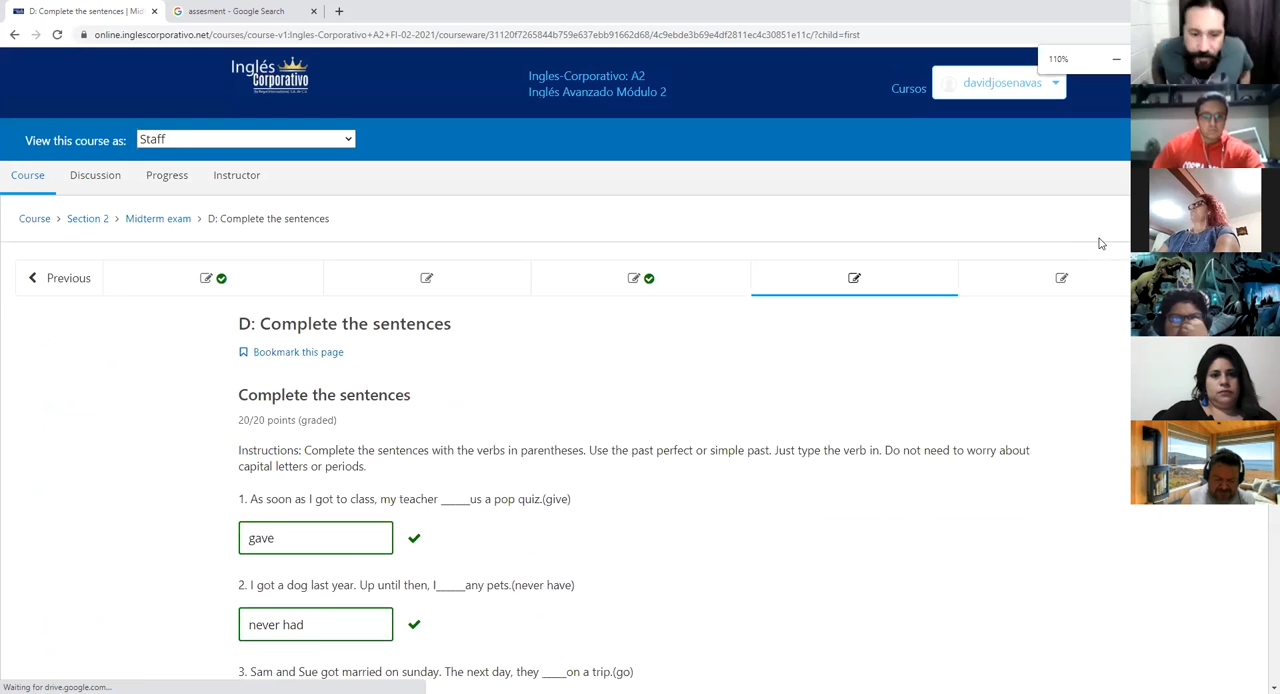 D: Complete the sentences | Mid
assesment - Google Search
online.inglescorporativo.net/courses/course-v1:Ingles-Corporativo+A2+FI-02-2021/courseware/31120f7265844b759e637ebb91662d68/4c9ebde3b69e4df2811ec4c30851e11c/?child=first
110%
Inglés
Corporativo
Ingles-Corporativo: A2
Inglés Avanzado Módulo 2
Cursos
davidjosenavas
View this course as:
Staff
Course
Discussion
Progress
Instructor
Course > Section 2 > Midterm exam > D: Complete the sentences
Previous
D: Complete the sentences
Bookmark this page
Complete the sentences
20/20 points (graded)
Instructions: Complete the sentences with the verbs in parentheses. Use the past perfect or simple past. Just type the verb in. Do not need to worry about
capital letters or periods.
1. As soon as I got to class, my teacher _____us a pop quiz.(give)
gave
2. I got a dog last year. Up until then, I_____any pets.(never have)
never had
3. Sam and Sue got married on sunday. The next day, they ____on a trip.(go)
Waiting for drive.google.com...